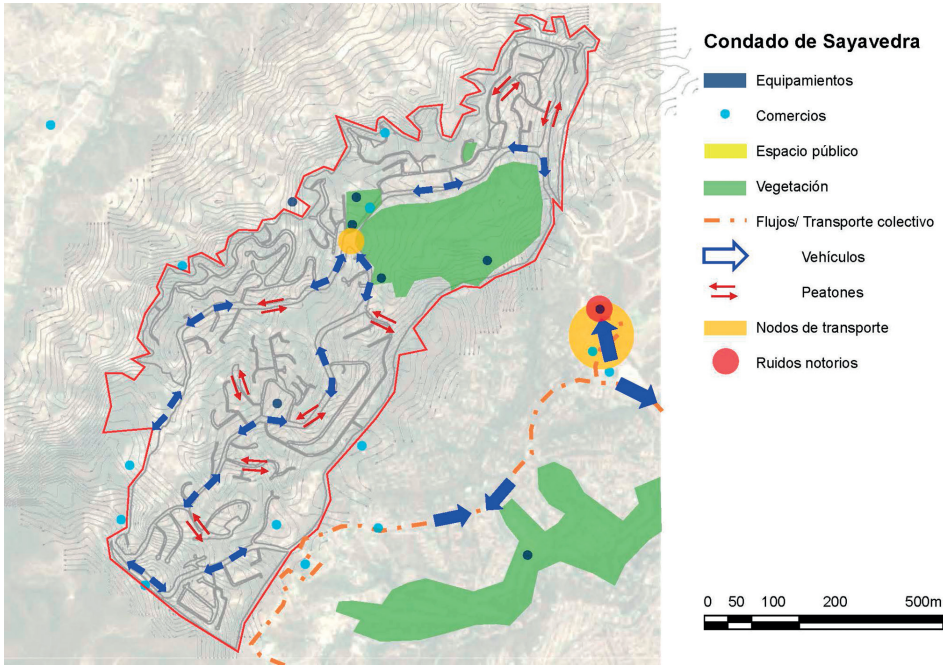 Condado de Sayavedra
Equipamientos
Comercios
Espacio público
Vegetación
Flujos/ Transporte colectivo
Vehículos
Peatones
Nodos de transporte
Ruidos notorios
0 50 100 200 500m